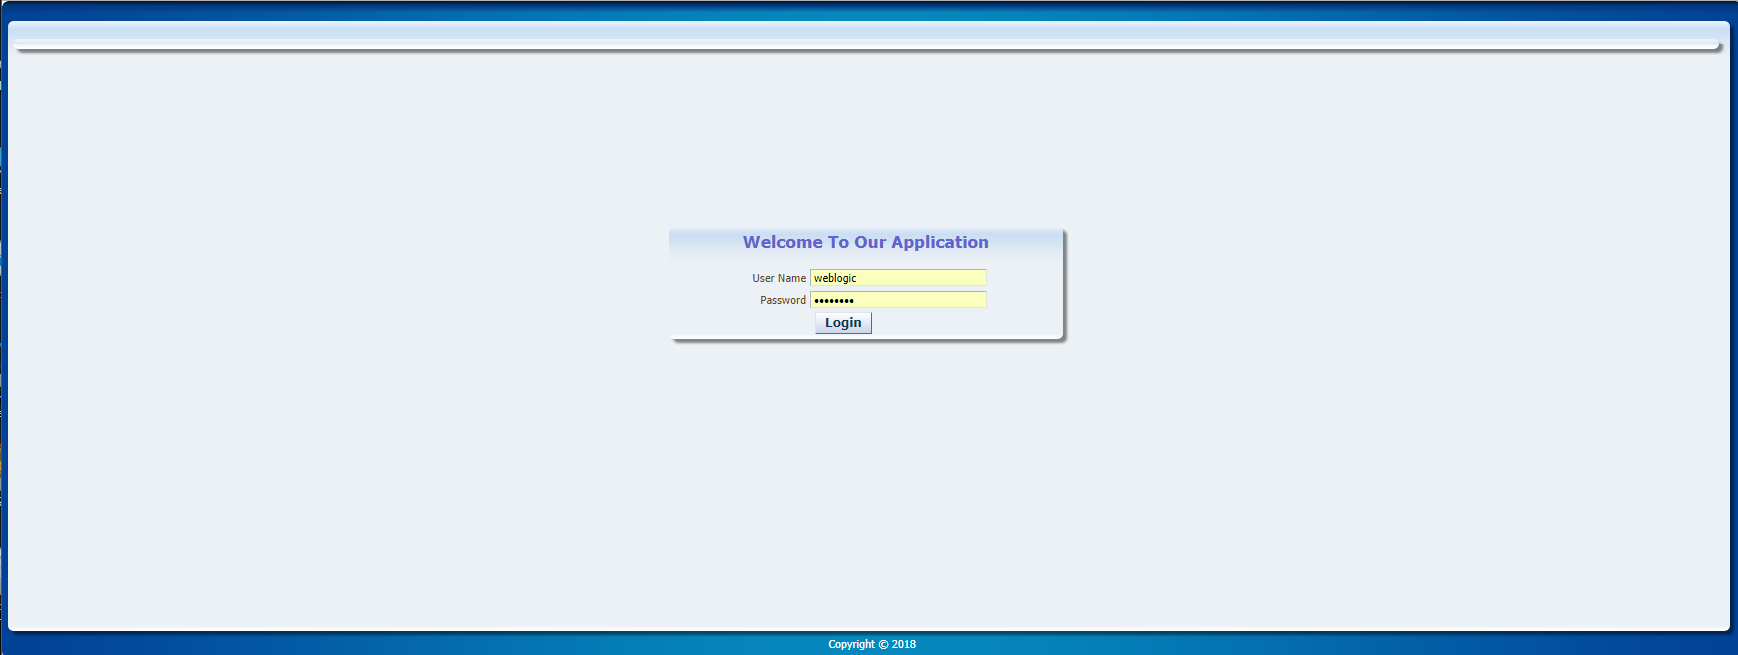 Welcome To Our Application
User Name weblogic
Password ••••••••
Login
Copyright © 2018